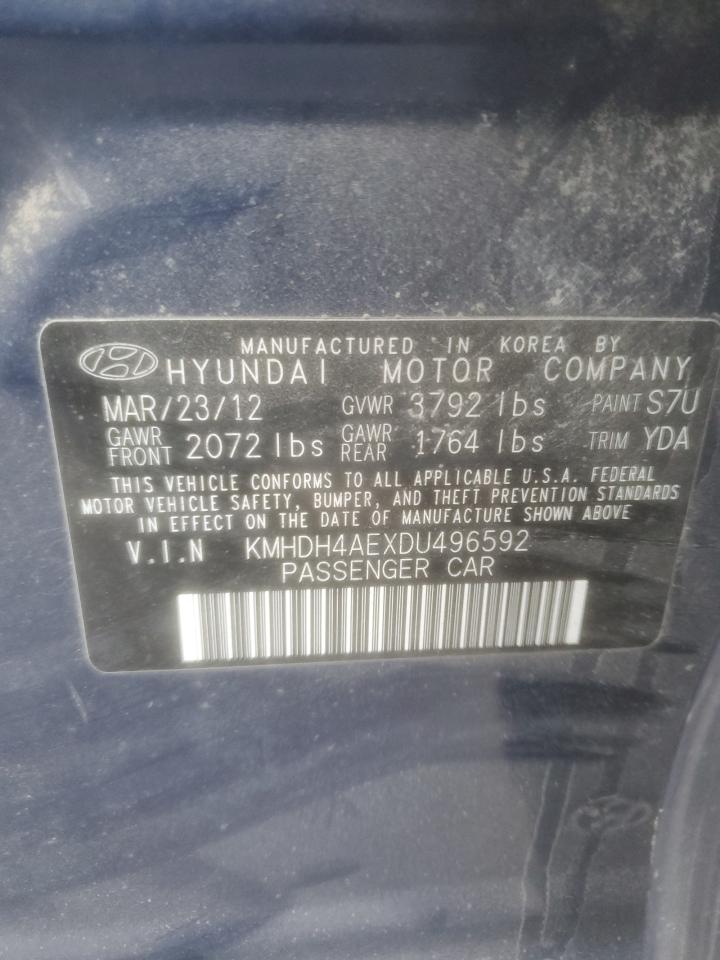 MANUFACTURED IN KOREA BY
HYUNDAI MOTOR COMPANY
MAR/23/12 GVWR 3792 lbs PAINT S7U
GAWR FRONT 2072 lbs GAWR REAR 1764 lbs TRIM YDA
THIS VEHICLE CONFORMS TO ALL APPLICABLE U.S.A. FEDERAL
MOTOR VEHICLE SAFETY, BUMPER, AND THEFT PREVENTION STANDARDS
IN EFFECT ON THE DATE OF MANUFACTURE SHOWN ABOVE
V.I.N KMHDH4AEXDU496592
PASSENGER CAR